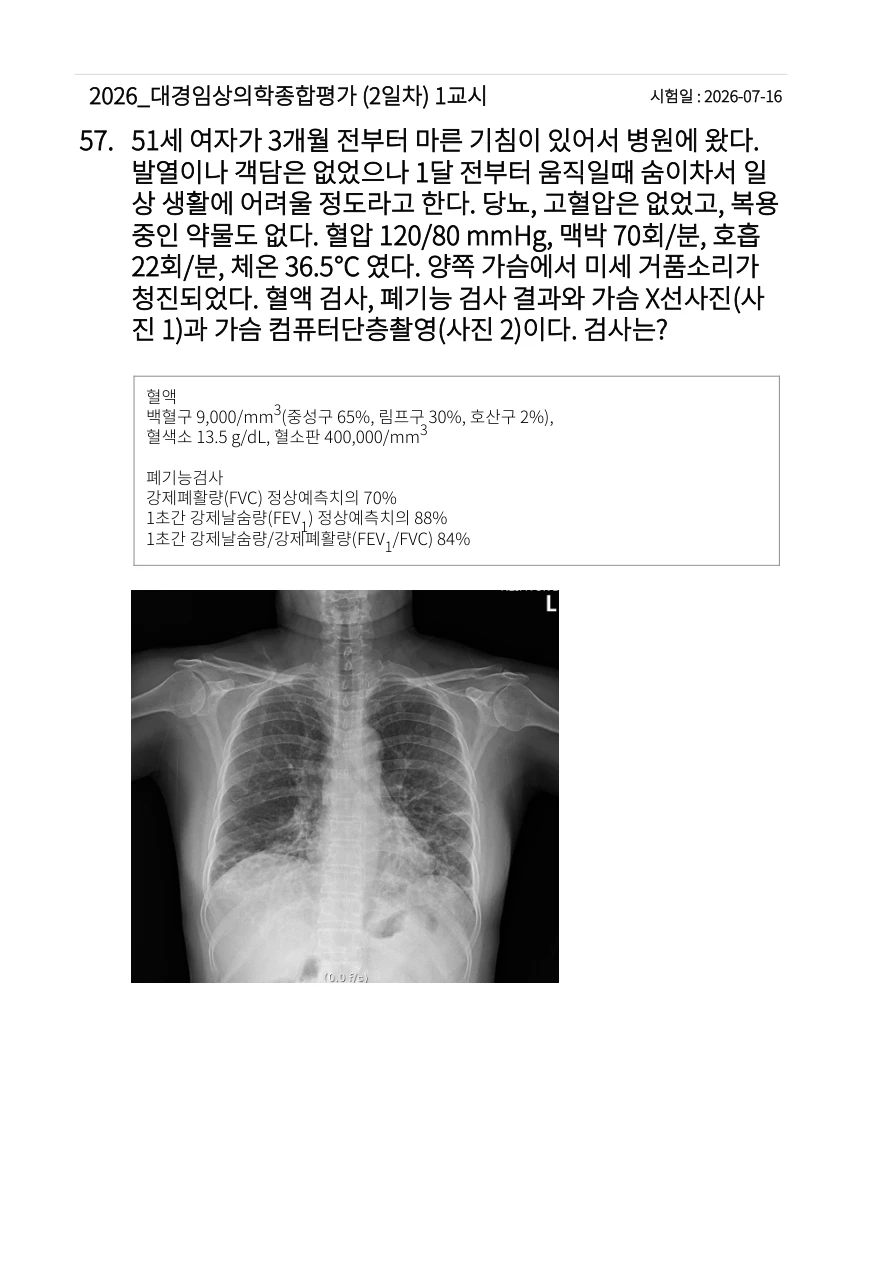 2026_대경임상의학종합평가 (2일차) 1교시
시험일 : 2026-07-16
57. 51세 여자가 3개월 전부터 마른 기침이 있어서 병원에 왔다.
발열이나 객담은 없었으나 1달 전부터 움직일때 숨이차서 일
상 생활에 어려울 정도라고 한다. 당뇨, 고혈압은 없었고, 복용
중인 약물도 없다. 혈압 120/80 mmHg, 맥박 70회/분, 호흡
22회/분, 체온 36.5℃ 였다. 양쪽 가슴에서 미세 거품소리가
청진되었다. 혈액 검사, 폐기능 검사 결과와 가슴 X선사진(사
진 1)과 가슴 컴퓨터단층촬영(사진 2)이다. 검사는?
혈액
백혈구 9,000/mm3(중성구 65%, 림프구 30%, 호산구 2%),
혈색소 13.5 g/dL, 혈소판 400,000/mm3
폐기능검사
강제폐활량(FVC) 정상예측치의 70%
1초간 강제날숨량(FEV1) 정상예측치의 88%
1초간 강제날숨량/강제폐활량(FEV1/FVC) 84%
L
(0.0 f/s)